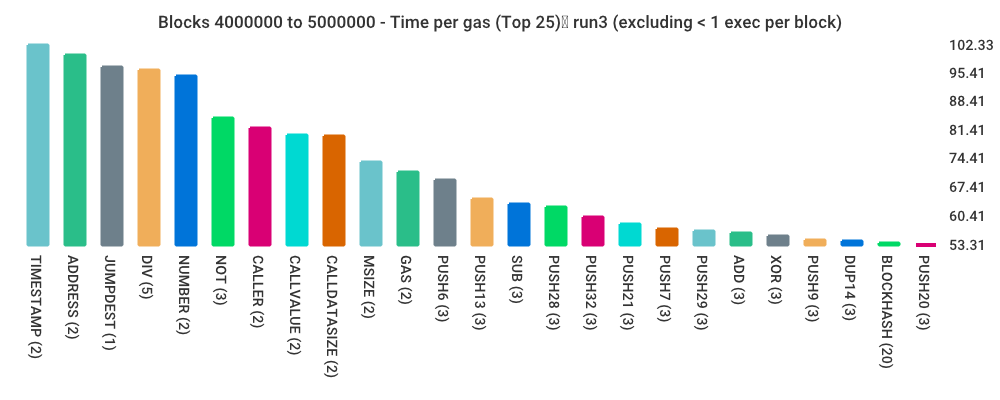 Blocks 4000000 to 5000000 - Time per gas (Top 25) run3 (excluding < 1 exec per block)
102.33
95.41
88.41
81.41
74.41
67.41
60.41
53.31
TIMESTAMP (2)
ADDRESS (2)
JUMPDEST (1)
DIV (5)
NUMBER (2)
NOT (3)
CALLER (2)
CALLVALUE (2)
CALLDATASIZE (2)
MSIZE (2)
GAS (2)
PUSH6 (3)
PUSH13 (3)
SUB (3)
PUSH28 (3)
PUSH32 (3)
PUSH21 (3)
PUSH7 (3)
PUSH29 (3)
ADD (3)
XOR (3)
PUSH9 (3)
DUP14 (3)
BLOCKHASH (20)
PUSH20 (3)